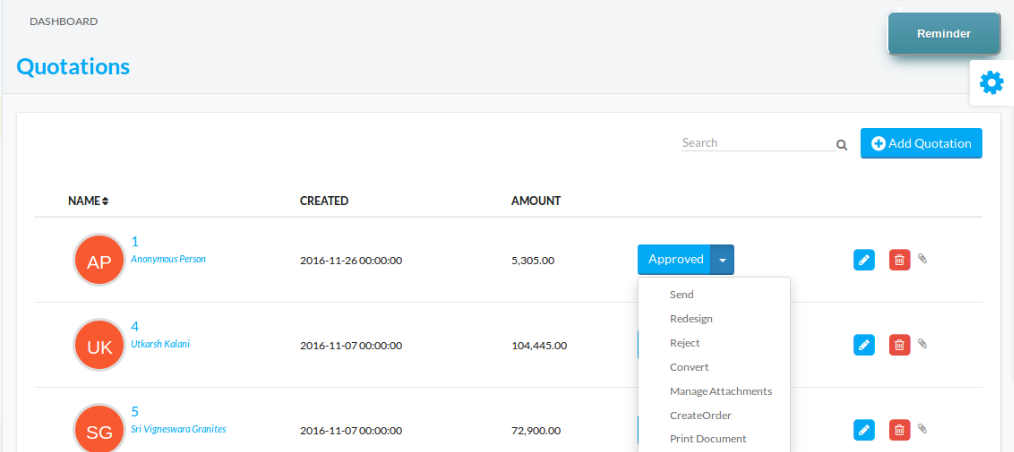 DASHBOARD
Reminder
Quotations
Search
Add Quotation
NAME CREATED AMOUNT
AP 1
Anonymous Person 2016-11-26 00:00:00 5,305.00 Approved
Send
Redesign
Reject
Convert
Manage Attachments
CreateOrder
Print Document
UK 4
Utkarsh Kalani 2016-11-07 00:00:00 104,445.00
SG 5
Sri Vigneswara Granites 2016-11-07 00:00:00 72,900.00